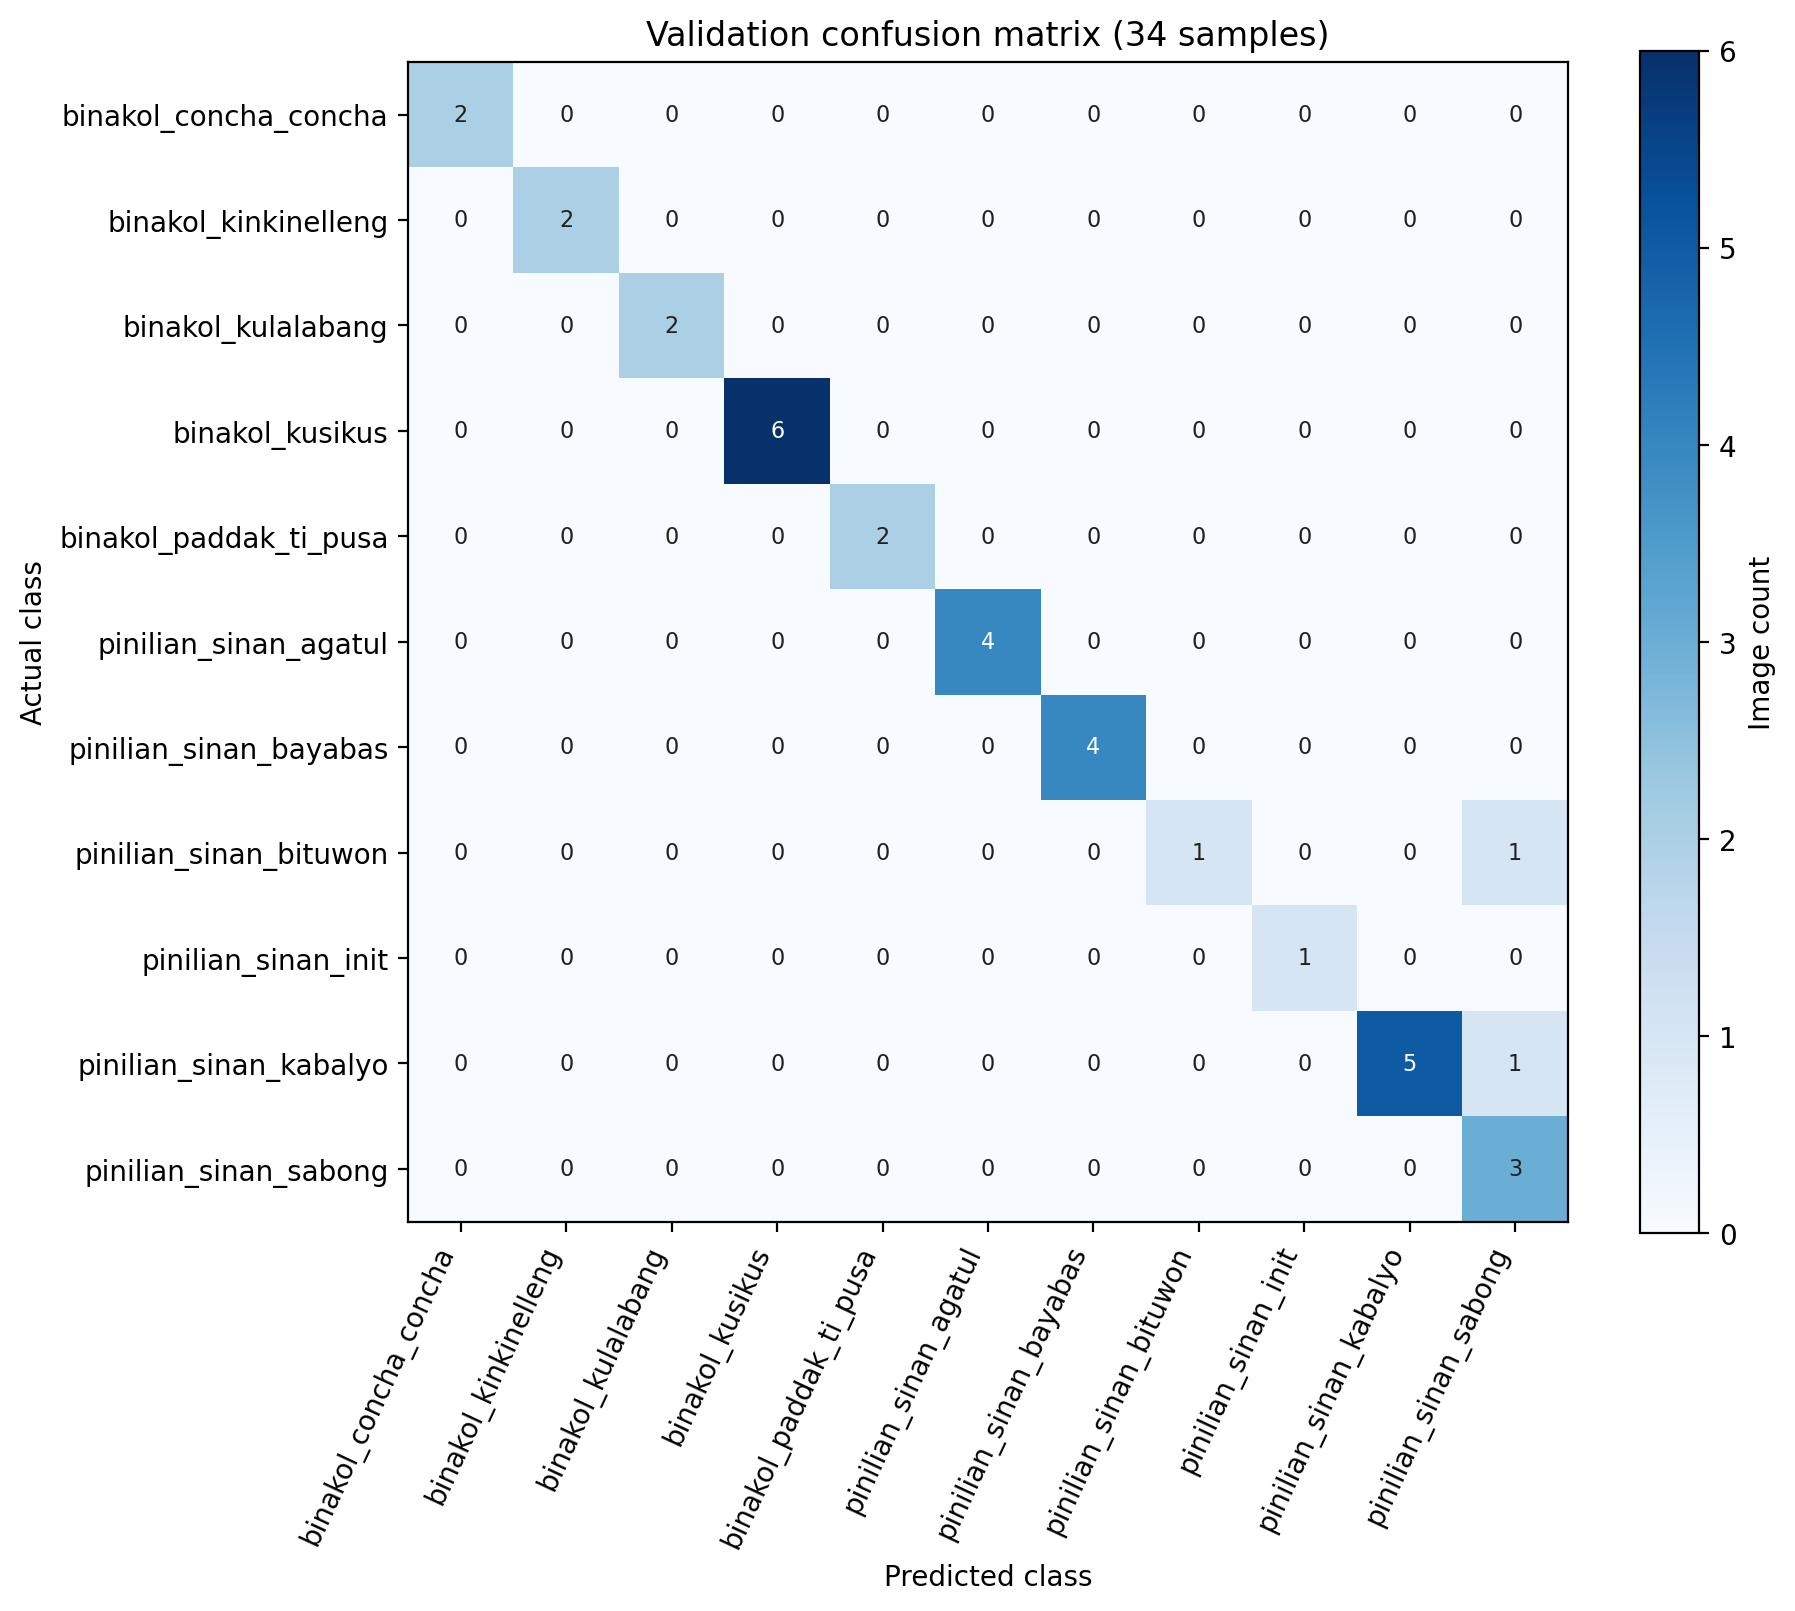 Validation confusion matrix (34 samples)
binakol_concha_concha 2 0 0 0 0 0 0 0 0 0 0
binakol_kinkinelleng 0 2 0 0 0 0 0 0 0 0 0
binakol_kulalabang 0 0 2 0 0 0 0 0 0 0 0
binakol_kusikus 0 0 0 6 0 0 0 0 0 0 0
binakol_paddak_ti_pusa 0 0 0 0 2 0 0 0 0 0 0
pinilian_sinan_agatul 0 0 0 0 0 4 0 0 0 0 0
pinilian_sinan_bayabas 0 0 0 0 0 0 4 0 0 0 0
pinilian_sinan_bituwon 0 0 0 0 0 0 0 1 0 0 1
pinilian_sinan_init 0 0 0 0 0 0 0 0 1 0 0
pinilian_sinan_kabalyo 0 0 0 0 0 0 0 0 0 5 1
pinilian_sinan_sabong 0 0 0 0 0 0 0 0 0 0 3
Actual class
binakol_concha_concha
binakol_kinkinelleng
binakol_kulalabang
binakol_kusikus
binakol_paddak_ti_pusa
pinilian_sinan_agatul
pinilian_sinan_bayabas
pinilian_sinan_bituwon
pinilian_sinan_init
pinilian_sinan_kabalyo
pinilian_sinan_sabong
Predicted class
6
5
4
3
2
1
0
Image count